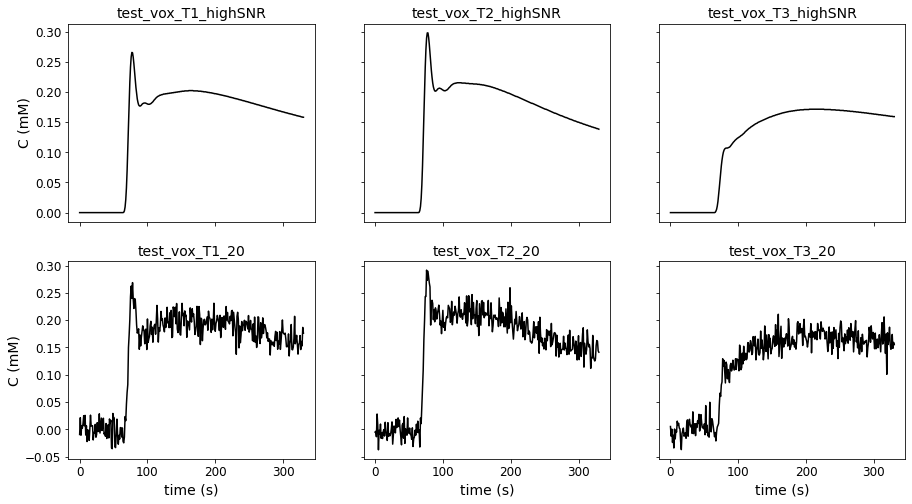 test_vox_T1_highSNR test_vox_T2_highSNR test_vox_T3_highSNR
0.30
0.25
0.20
0.15
0.10
0.05
0.00
C (mM)
test_vox_T1_20 test_vox_T2_20 test_vox_T3_20
0.30
0.25
0.20
0.15
0.10
0.05
0.00
−0.05
C (mM)
0 100 200 300 0 100 200 300 0 100 200 300
time (s) time (s) time (s)